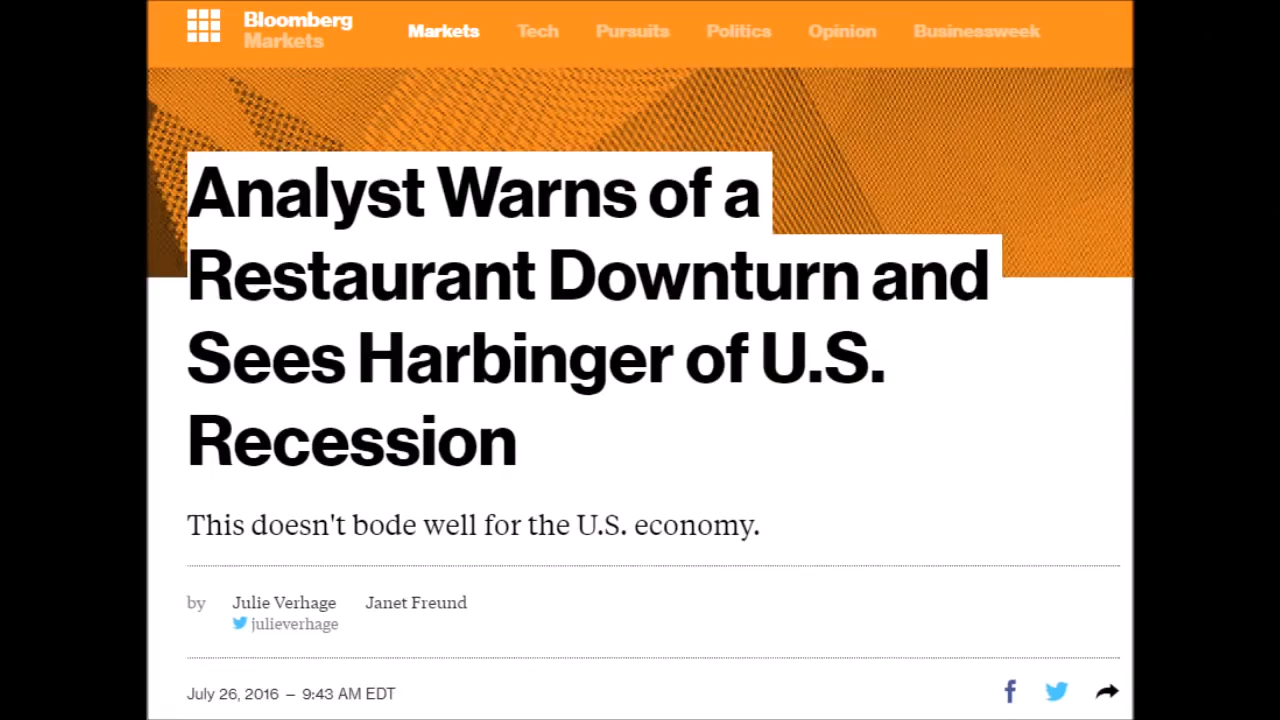 Bloomberg
Markets
Markets Tech Pursuits Politics Opinion Businessweek
Analyst Warns of a
Restaurant Downturn and
Sees Harbinger of U.S.
Recession
This doesn't bode well for the U.S. economy.
by Julie Verhage Janet Freund
julieverhage
July 26, 2016 – 9:43 AM EDT